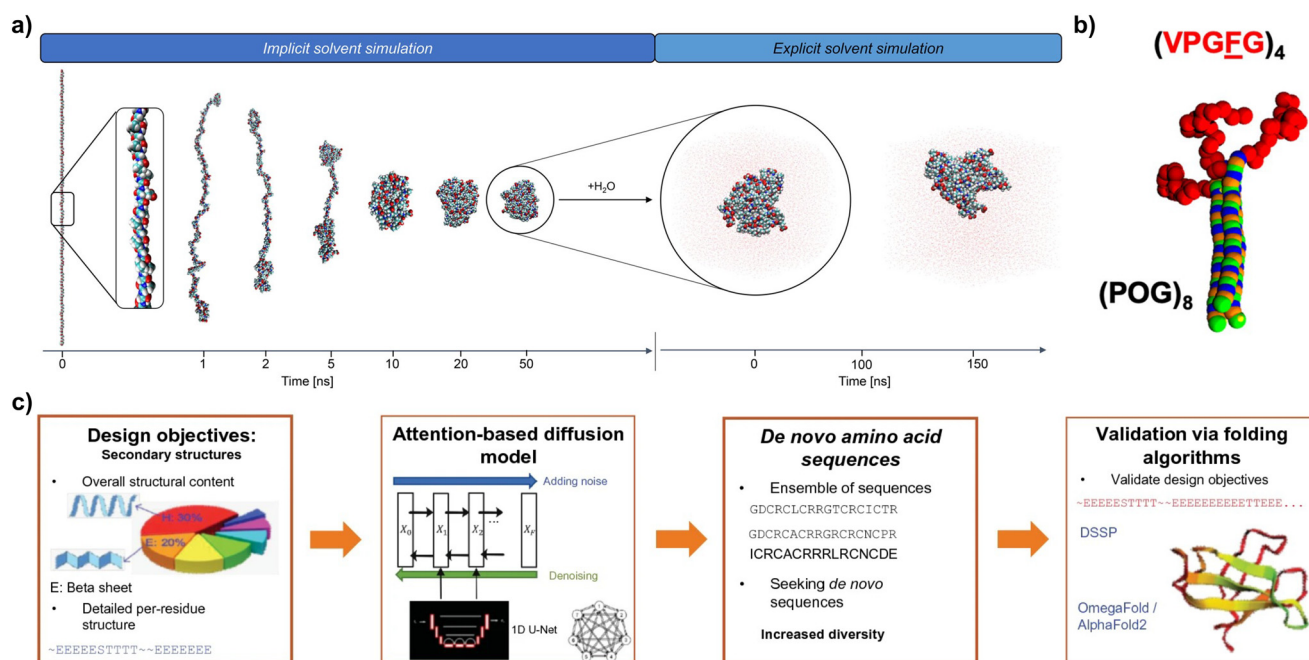 a)
Implicit solvent simulation
Explicit solvent simulation
+H₂O
0
1
2
5
10
20
50
Time [ns]
0
100
150
Time [ns]
b)
(VPGFG)₄
(POG)₈
c)
Design objectives:
Secondary structures
• Overall structural content
H: 30%
E: 20%
E: Beta sheet
• Detailed per-residue
structure
~EEEEESTTTT~~EEEEEEE
Attention-based diffusion
model
Adding noise
X₀
X₁
X₂
...
X_F
Denoising
1D U-Net
De novo amino acid
sequences
• Ensemble of sequences
GDCRCLCRRGTCRCICTR
GDCRCACRRGRCRCNCPR
ICRCACRRRLRCNCDE
• Seeking de novo
sequences
Increased diversity
Validation via folding
algorithms
• Validate design objectives
~EEEEESTTTT~~EEEEEEEEEETTEEE...
DSSP
OmegaFold /
AlphaFold2